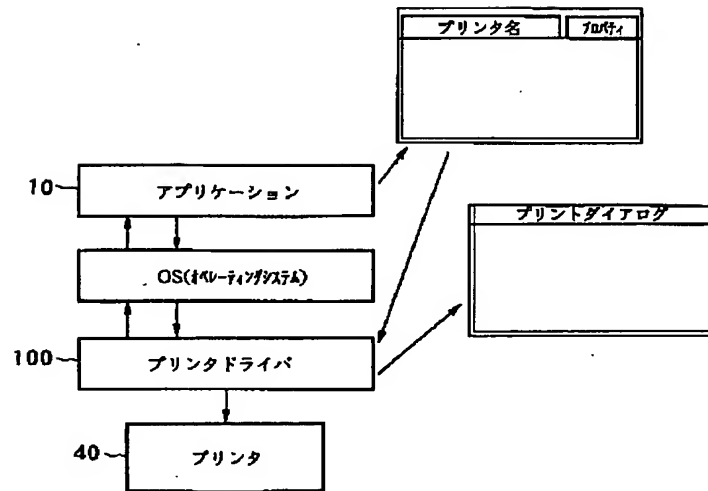 プリンタ名 プロパティ
10 アプリケーション
プリントダイアログ
OS(オペレーティングシステム)
100 プリンタドライバ
40 プリンタ